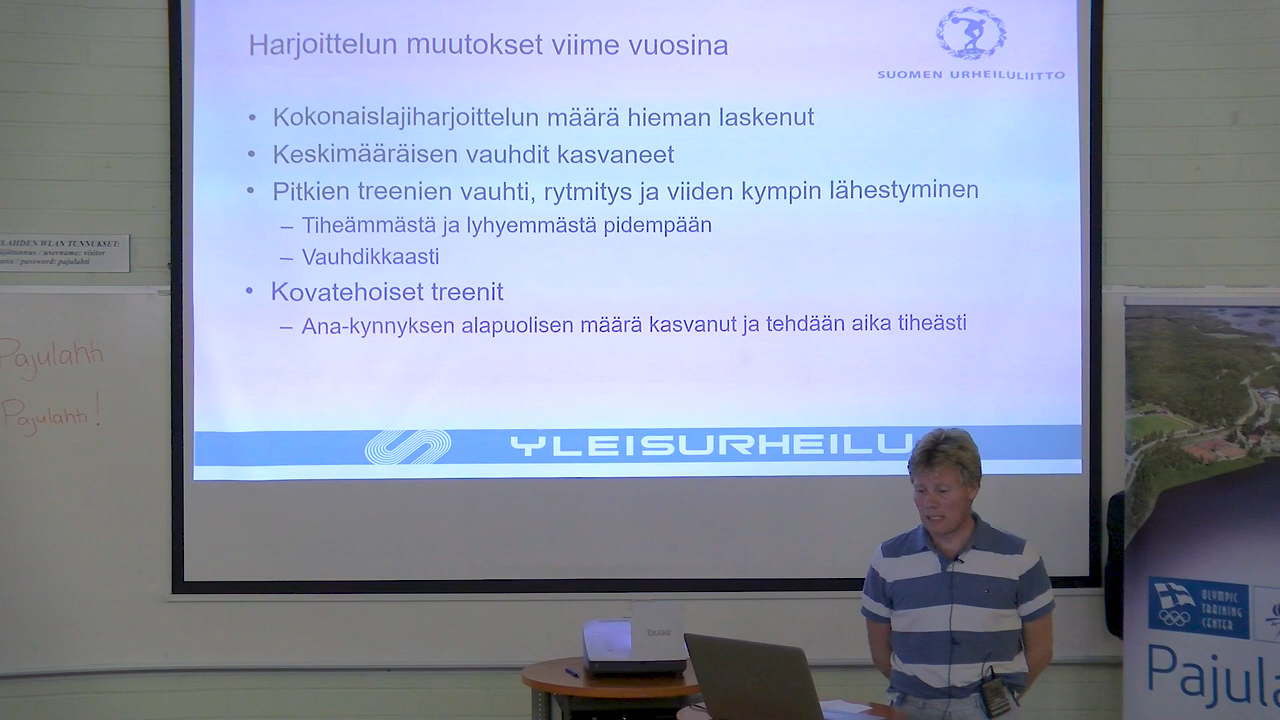 Harjoittelun muutokset viime vuosina
SUOMEN URHEILULIITTO
• Kokonaislajiharjoittelun määrä hieman laskenut
• Keskimääräisen vauhdit kasvaneet
• Pitkien treenien vauhti, rytmitys ja viiden kympin lähestyminen
– Tiheämmästä ja lyhyemmästä pidempään
– Vauhdikkaasti
• Kovatehoiset treenit
– Ana-kynnyksen alapuolisen määrä kasvanut ja tehdään aika tiheästi
YLEISURHEILU
LAHDEN WLAN TUNNUKSET:
/ username: visitor
/ password: pajulahti
Pajulahti
Pajulahti!
BenQ
OLYMPIC
TRAINING
CENTER
Pajula